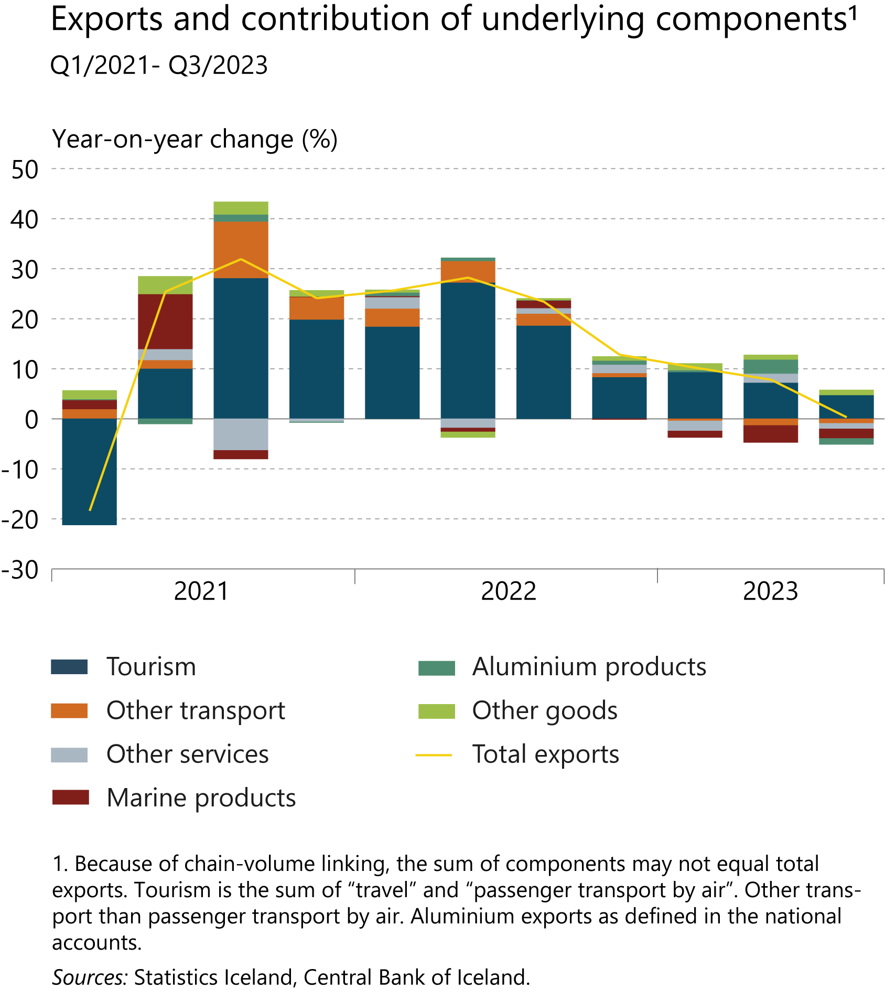 Exports and contribution of underlying components¹
Q1/2021- Q3/2023
Year-on-year change (%)
50
40
30
20
10
0
-10
-20
-30
2021 2022 2023
Tourism
Other transport
Other services
Marine products
Aluminium products
Other goods
Total exports
1. Because of chain-volume linking, the sum of components may not equal total
exports. Tourism is the sum of “travel” and “passenger transport by air”. Other trans-
port than passenger transport by air. Aluminium exports as defined in the national
accounts.
Sources: Statistics Iceland, Central Bank of Iceland.